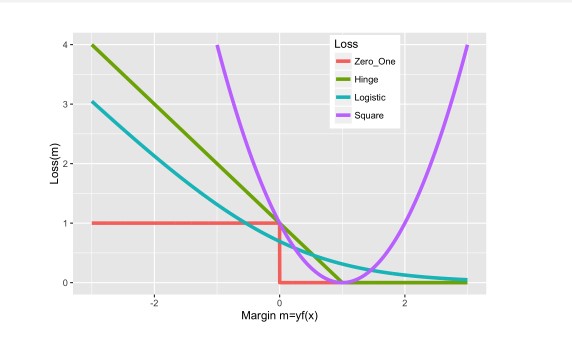 Loss
Zero_One
Hinge
Logistic
Square
4
3
2
1
0
Loss(m)
-2 0 2
Margin m=yf(x)